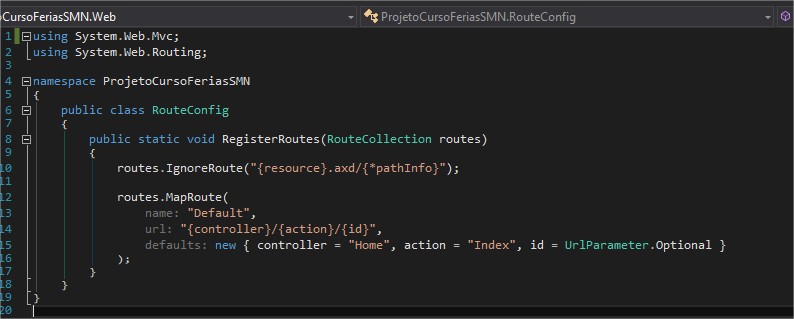 CursoFeriasSMN.Web ProjetoCursoFeriasSMN.RouteConfig
1 using System.Web.Mvc;
2 using System.Web.Routing;
3
4 namespace ProjetoCursoFeriasSMN
5 {
6     public class RouteConfig
7     {
8         public static void RegisterRoutes(RouteCollection routes)
9         {
10             routes.IgnoreRoute("{resource}.axd/{*pathInfo}");
11
12             routes.MapRoute(
13                 name: "Default",
14                 url: "{controller}/{action}/{id}",
15                 defaults: new { controller = "Home", action = "Index", id = UrlParameter.Optional }
16             );
17         }
18     }
19 }
20